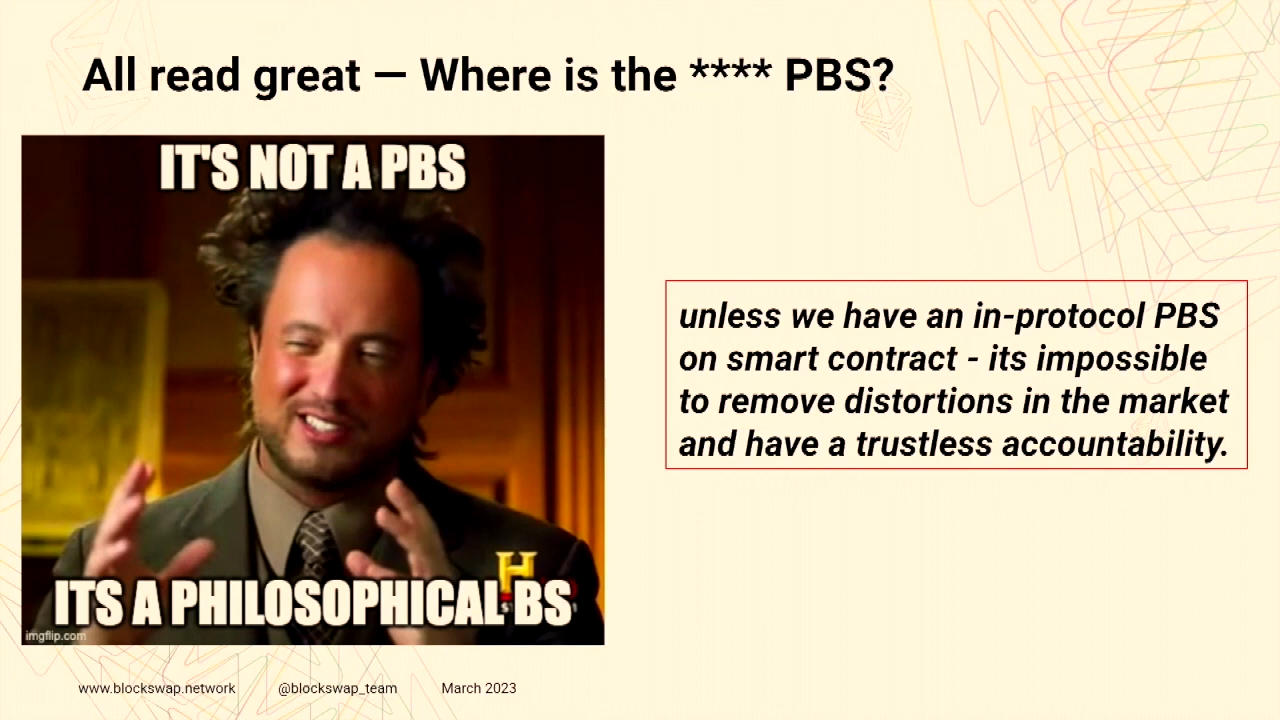 All read great — Where is the **** PBS?
IT'S NOT A PBS
ITS A PHILOSOPHICAL BS
H
imgflip.com
unless we have an in-protocol PBS
on smart contract - its impossible
to remove distortions in the market
and have a trustless accountability.
www.blockswap.network @blockswap_team March 2023